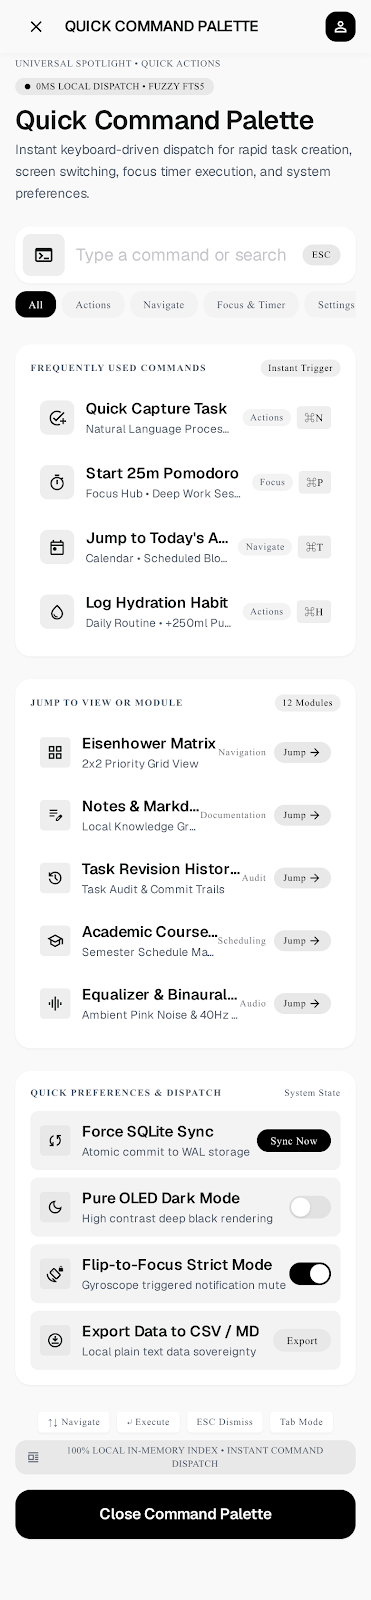 QUICK COMMAND PALETTE
UNIVERSAL SPOTLIGHT • QUICK ACTIONS
0MS LOCAL DISPATCH • FUZZY FTS5
Quick Command Palette
Instant keyboard-driven dispatch for rapid task creation,
screen switching, focus timer execution, and system
preferences.
Type a command or search
ESC
All Actions Navigate Focus & Timer Settings
FREQUENTLY USED COMMANDS Instant Trigger
Quick Capture Task
Natural Language Proces...
Actions ⌘N
Start 25m Pomodoro
Focus Hub • Deep Work Ses...
Focus ⌘P
Jump to Today's A...
Calendar • Scheduled Blo...
Navigate ⌘T
Log Hydration Habit
Daily Routine • +250ml Pu...
Actions ⌘H
JUMP TO VIEW OR MODULE 12 Modules
Eisenhower Matrix
2x2 Priority Grid View
Navigation Jump →
Notes & Markd...
Local Knowledge Gr...
Documentation Jump →
Task Revision Histor...
Task Audit & Commit Trails
Audit Jump →
Academic Course...
Semester Schedule Ma...
Scheduling Jump →
Equalizer & Binaural...
Ambient Pink Noise & 40Hz ...
Audio Jump →
QUICK PREFERENCES & DISPATCH System State
Force SQLite Sync
Atomic commit to WAL storage
Sync Now
Pure OLED Dark Mode
High contrast deep black rendering
Flip-to-Focus Strict Mode
Gyroscope triggered notification mute
Export Data to CSV / MD
Local plain text data sovereignty
Export
↑↓ Navigate ↵ Execute ESC Dismiss Tab Mode
100% LOCAL IN-MEMORY INDEX • INSTANT COMMAND
DISPATCH
Close Command Palette